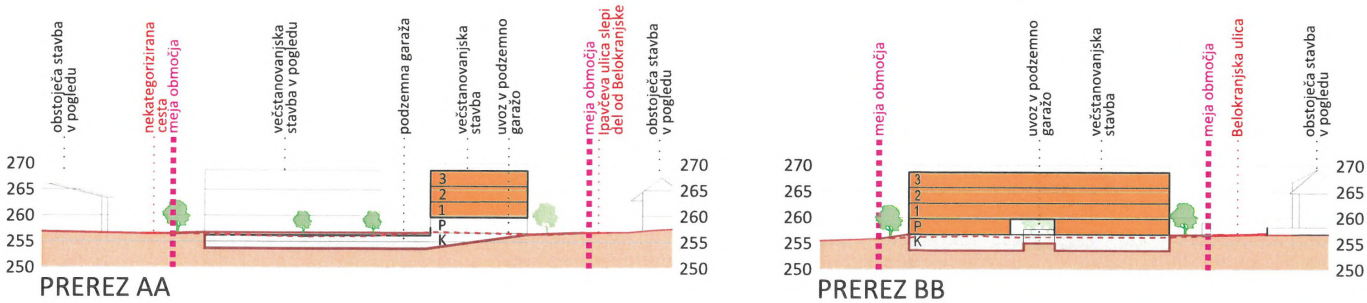 obstoječa stavba
v pogledu
nekategorizirana
cesta
meja območja
večstanovanjska
stavba v pogledu
podzemna garaža
večstanovanjska
stavba
uvoz v podzemno
garažo
meja območja
Ipavčeva ulica slepi
del od Belokranjske
obstoječa stavba
v pogledu
270
265
260
255
250
3
2
1
P
K
270
265
260
255
250
PREREZ AA
meja območja
uvoz v podzemno
garažo
večstanovanjska
stavba
meja območja
Belokranjska ulica
obstoječa stavba
v pogledu
270
265
260
255
250
3
2
1
P
K
270
265
260
255
250
PREREZ BB